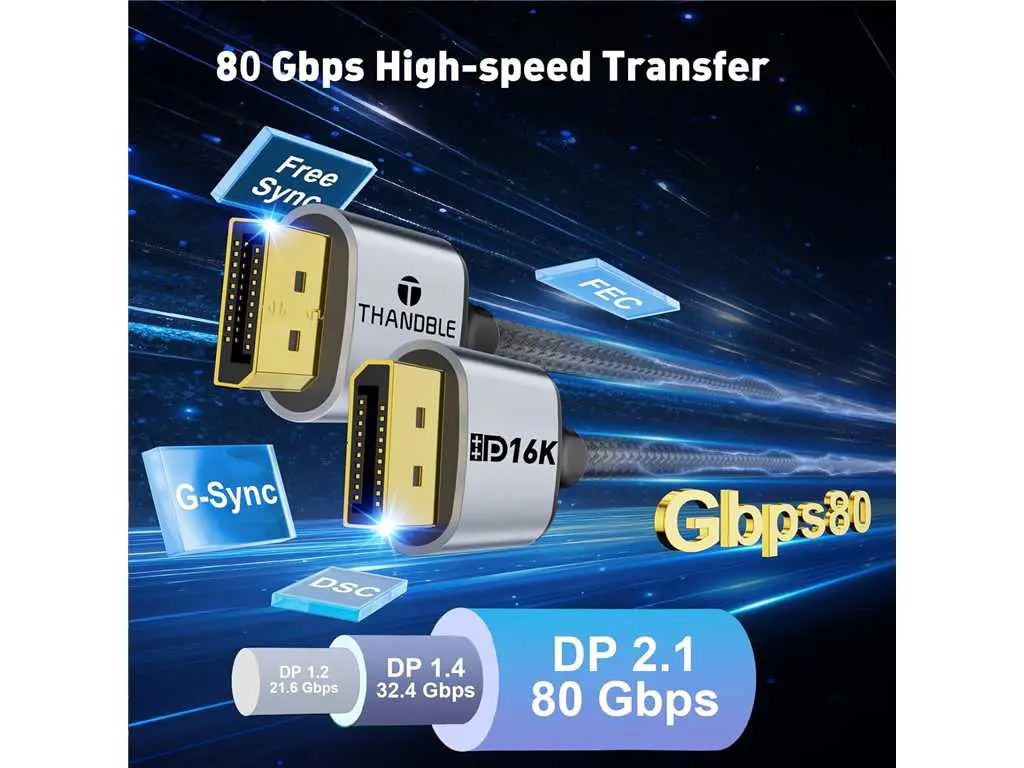 80 Gbps High-speed Transfer
Free
Sync
FEC
THANDBLE
16K
G-Sync
Gbps80
DSC
DP 1.2
21.6 Gbps
DP 1.4
32.4 Gbps
DP 2.1
80 Gbps